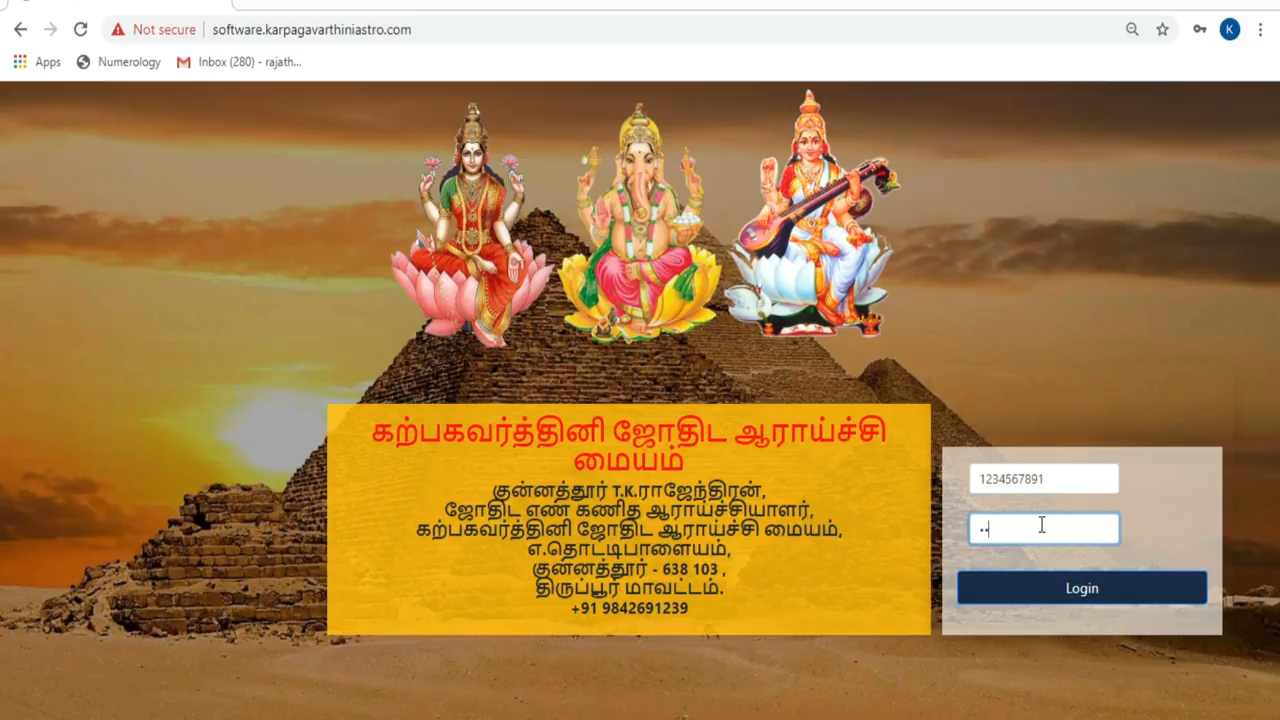 Not secure software.karpagavarthiniastro.com K
Apps Numerology Inbox (280) - rajath...
கற்பகவர்த்தினி ஜோதிட ஆராய்ச்சி
மையம்
குன்னத்தூர் T.K.ராஜேந்திரன்,
ஜோதிட எண் கணித ஆராய்ச்சியாளர்,
கற்பகவர்த்தினி ஜோதிட ஆராய்ச்சி மையம்,
எ.தொட்டிபாளையம்,
குன்னத்தூர் - 638 103 ,
திருப்பூர் மாவட்டம்.
+91 9842691239
1234567891
Login